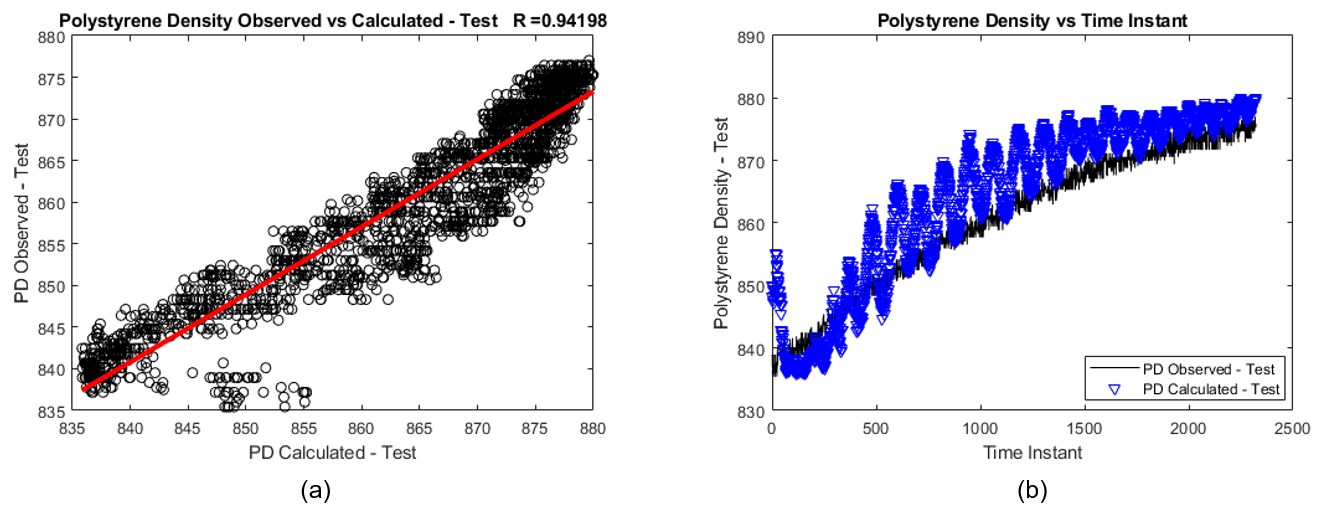 Polystyrene Density Observed vs Calculated - Test R =0.94198
880
875
870
865
860
855
850
845
840
835
PD Observed - Test
835 840 845 850 855 860 865 870 875 880
PD Calculated - Test
(a)
Polystyrene Density vs Time Instant
890
880
870
860
850
840
830
Polystyrene Density - Test
PD Observed - Test
PD Calculated - Test
0 500 1000 1500 2000 2500
Time Instant
(b)